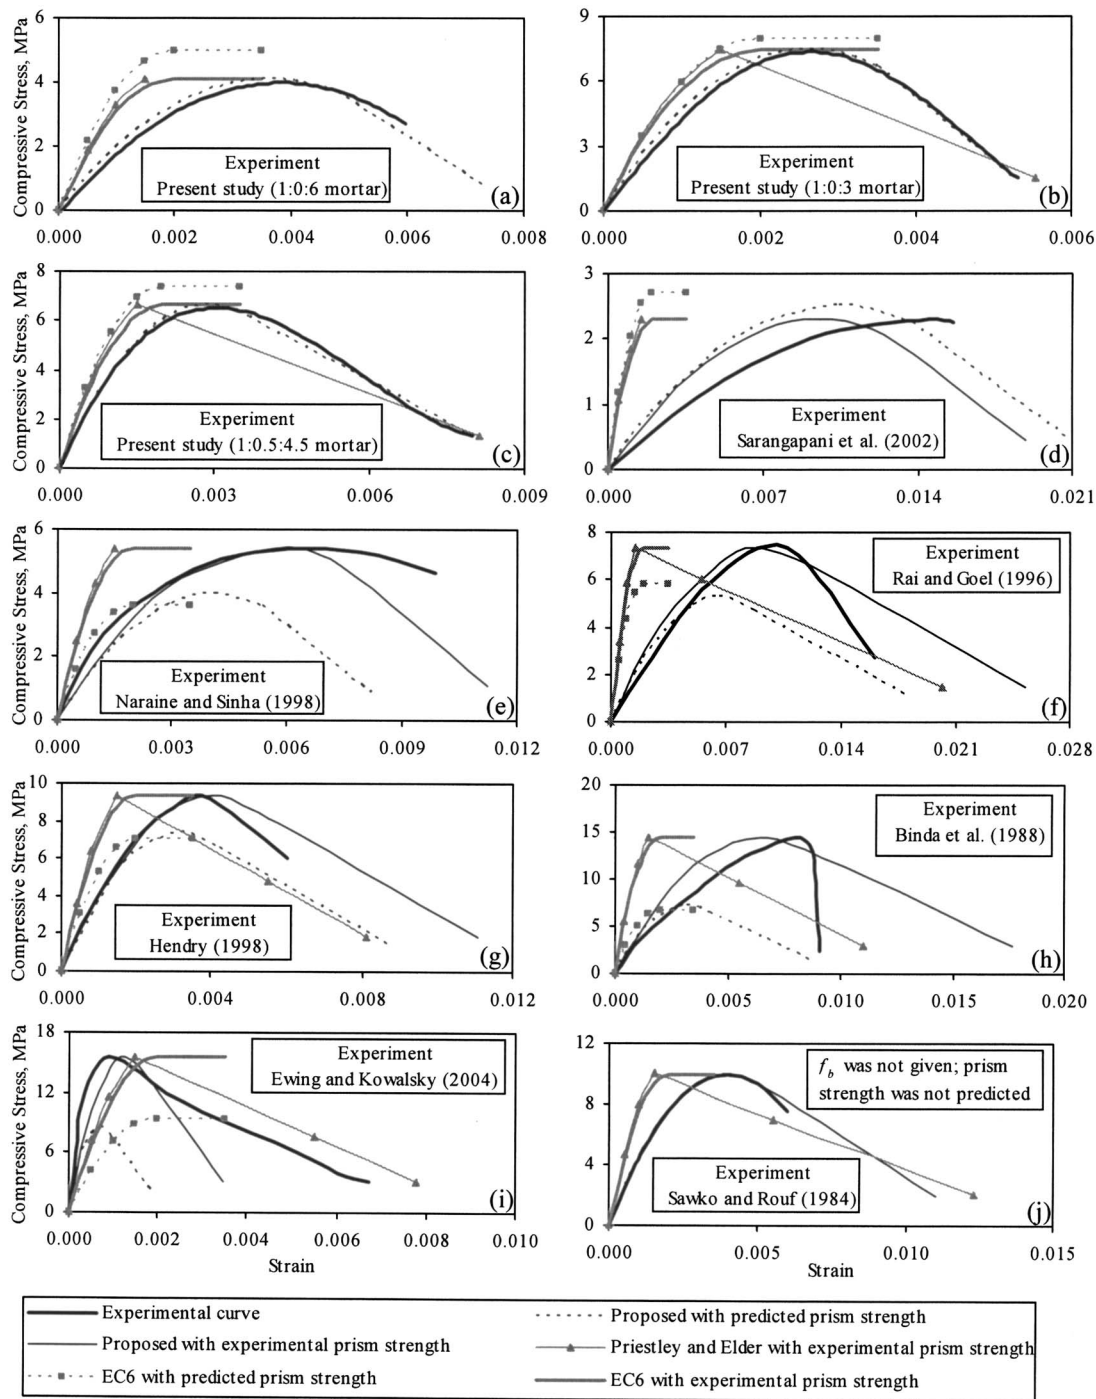 Compressive Stress, MPa
6
4
2
0
0.000 0.002 0.004 0.006 0.008
Experiment
Present study (1:0:6 mortar)
(a)
9
6
3
0
0.000 0.002 0.004 0.006
Experiment
Present study (1:0:3 mortar)
(b)
Compressive Stress, MPa
8
6
4
2
0
0.000 0.003 0.006 0.009
Experiment
Present study (1:0.5:4.5 mortar)
(c)
3
2
1
0
0.000 0.007 0.014 0.021
Experiment
Sarangapani et al. (2002)
(d)
Compressive Stress, MPa
6
4
2
0
0.000 0.003 0.006 0.009 0.012
Experiment
Naraine and Sinha (1998)
(e)
8
6
4
2
0
0.000 0.007 0.014 0.021 0.028
Experiment
Rai and Goel (1996)
(f)
Compressive Stress, MPa
10
8
6
4
2
0
0.000 0.004 0.008 0.012
Experiment
Hendry (1998)
(g)
20
15
10
5
0
0.000 0.005 0.010 0.015 0.020
Experiment
Binda et al. (1988)
(h)
Compressive Stress, MPa
18
12
6
0
0.000 0.002 0.004 0.006 0.008 0.010
Strain
Experiment
Ewing and Kowalsky (2004)
(i)
12
8
4
0
0.000 0.005 0.010 0.015
Strain
f_b was not given; prism
strength was not predicted
Experiment
Sawko and Rouf (1984)
(j)
Experimental curve
Proposed with predicted prism strength
Proposed with experimental prism strength
Priestley and Elder with experimental prism strength
EC6 with predicted prism strength
EC6 with experimental prism strength